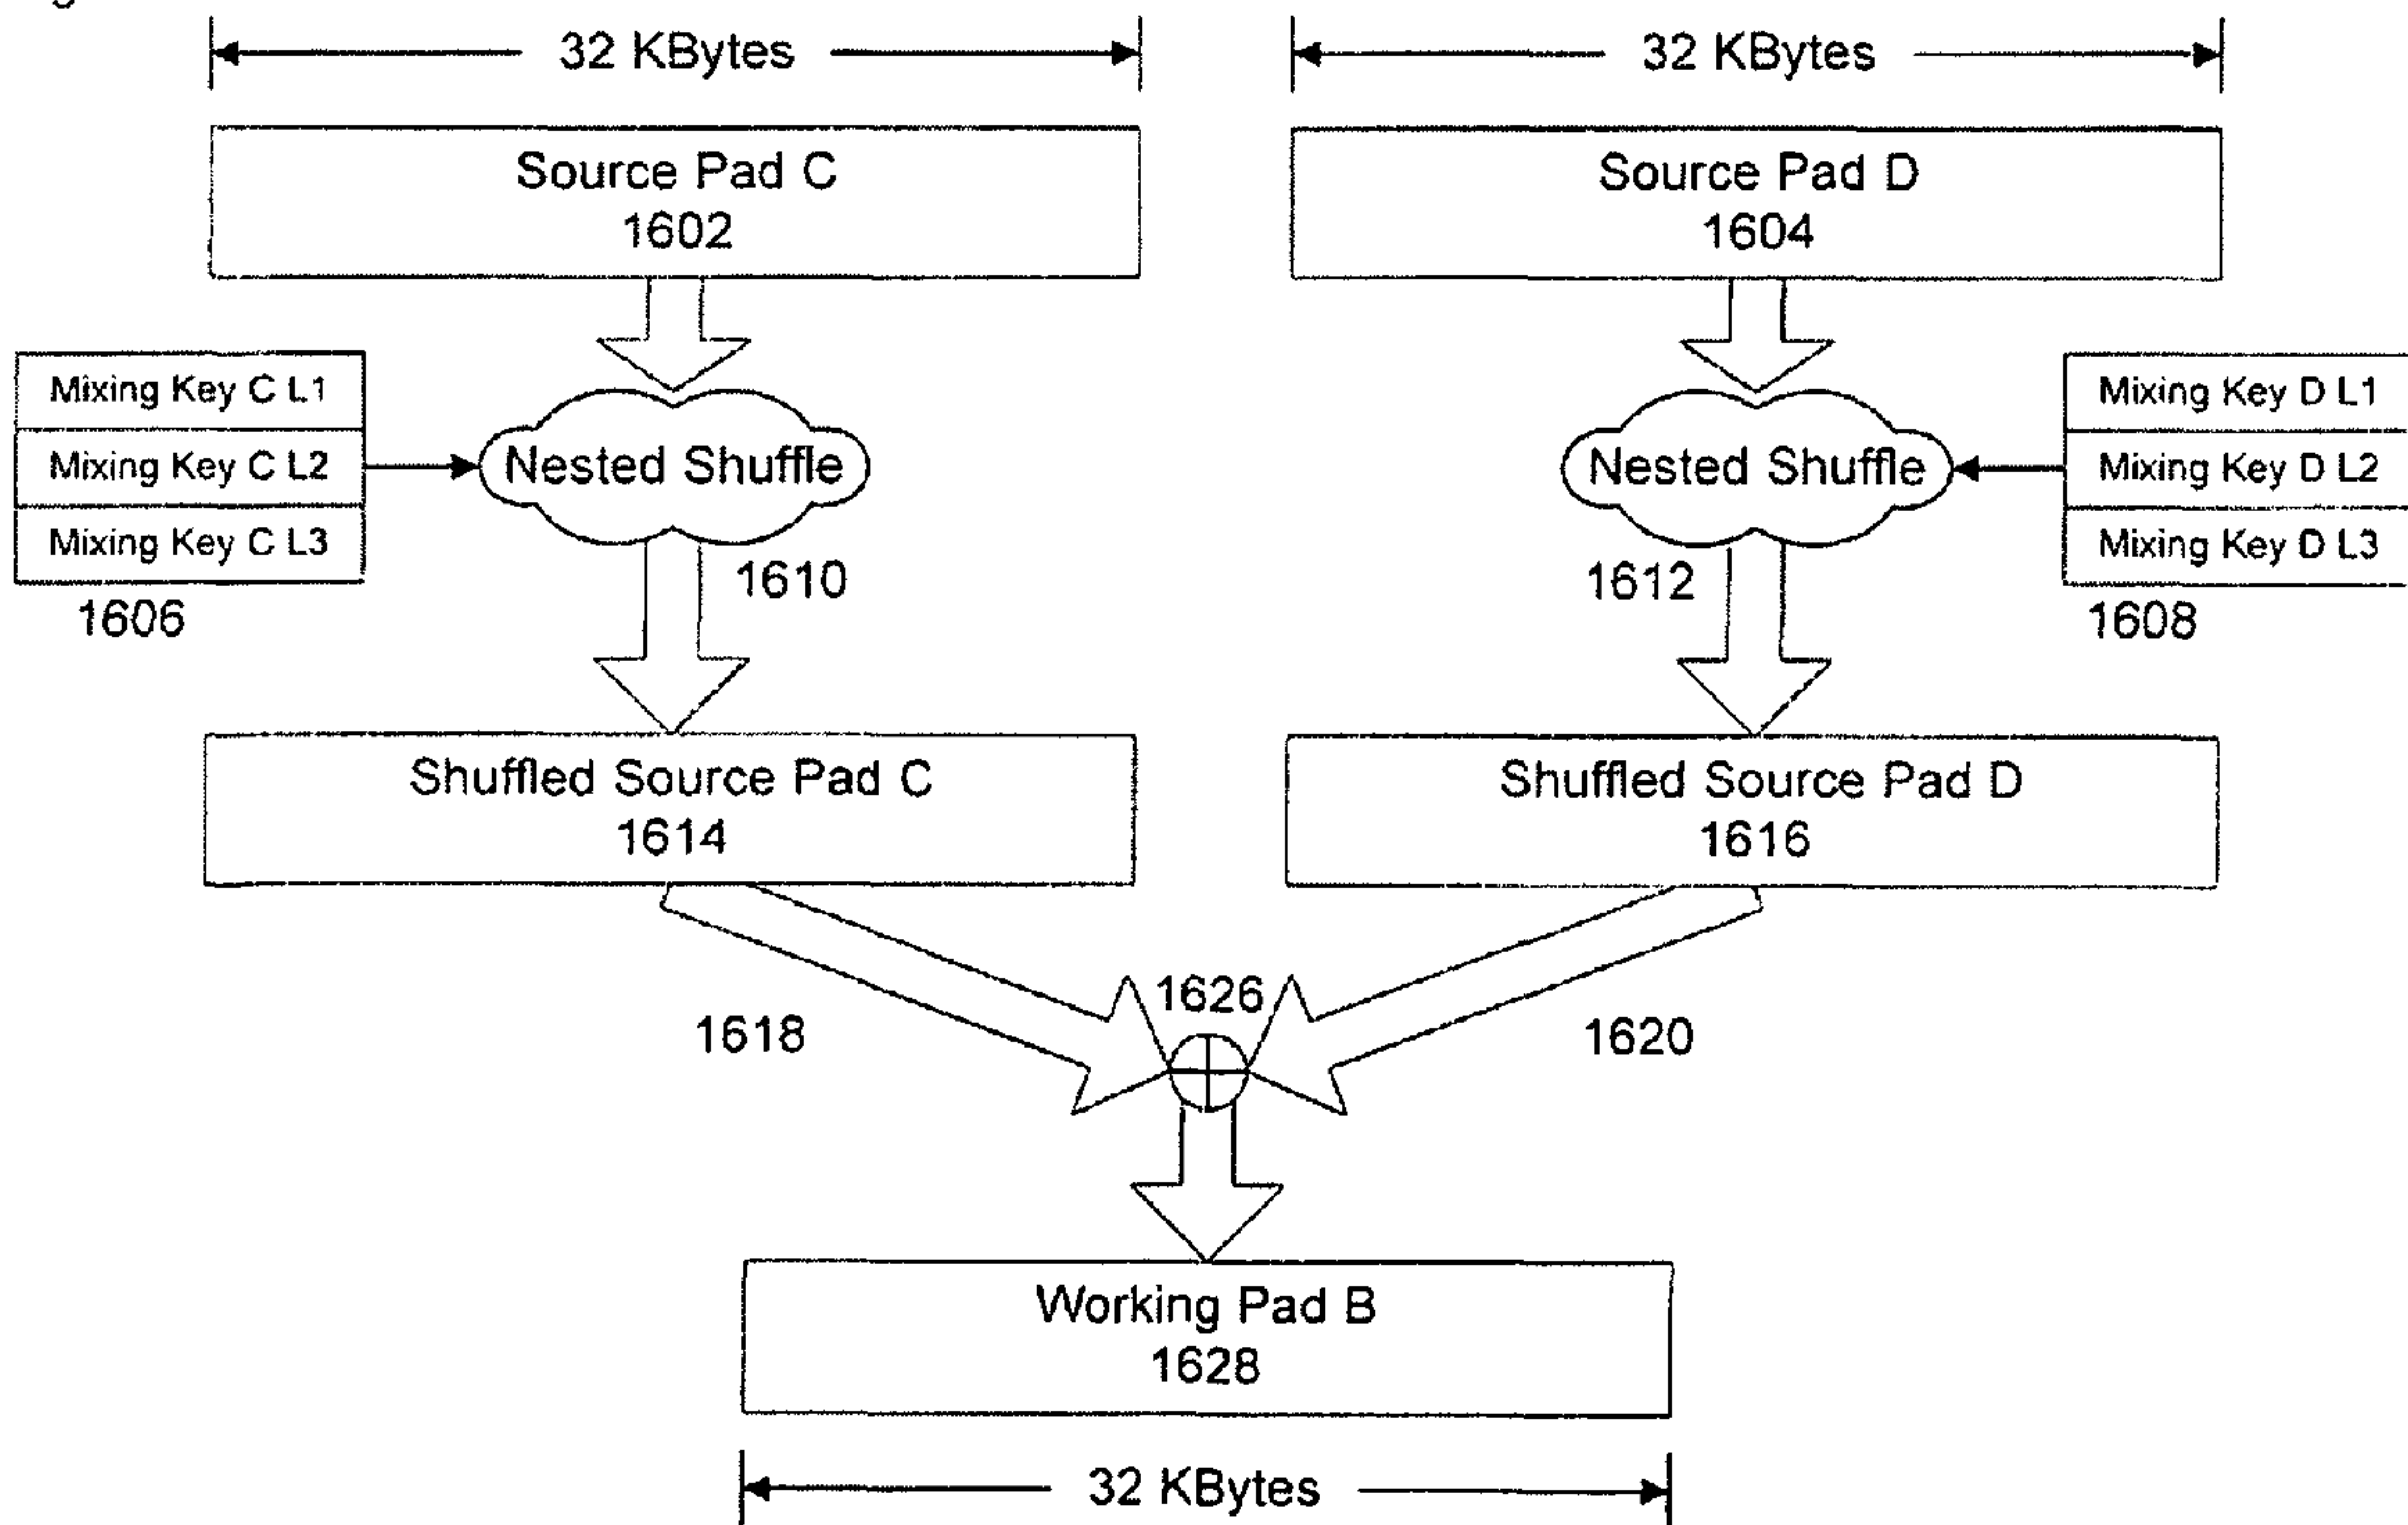 32 KBytes
32 KBytes
Source Pad C
1602
Source Pad D
1604
Mixing Key C L1
Mixing Key C L2
Mixing Key C L3
1606
Nested Shuffle
1610
Nested Shuffle
1612
Mixing Key D L1
Mixing Key D L2
Mixing Key D L3
1608
Shuffled Source Pad C
1614
Shuffled Source Pad D
1616
1618
1626
1620
Working Pad B
1628
32 KBytes